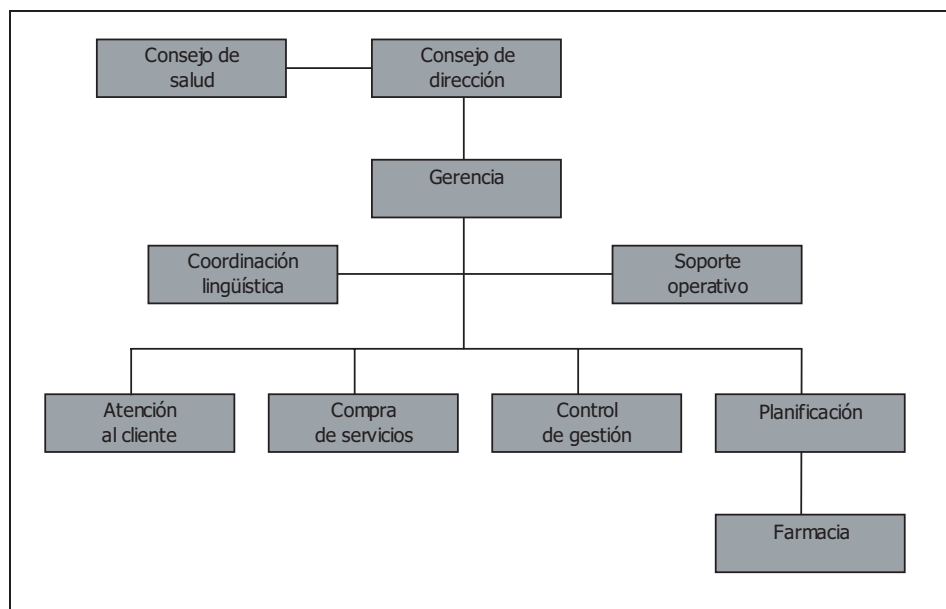 Consejo de
salud
Consejo de
dirección
Gerencia
Coordinación
lingüística
Soporte
operativo
Atención
al cliente
Compra
de servicios
Control
de gestión
Planificación
Farmacia